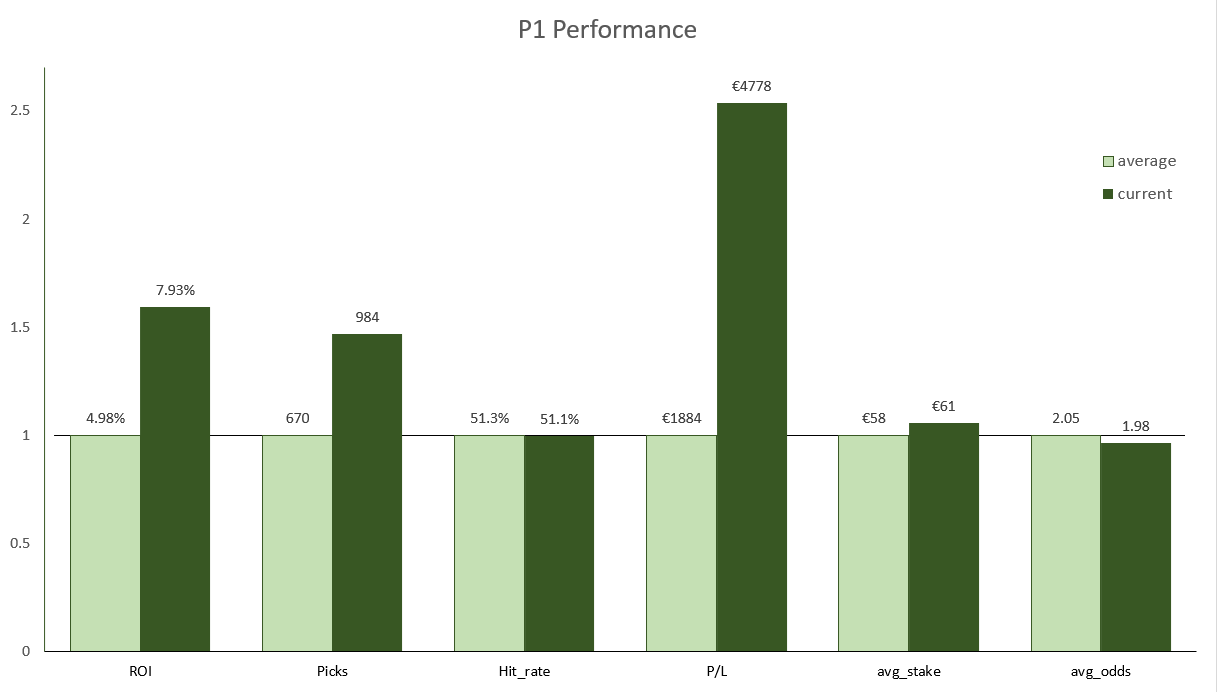 P1 Performance
€4778
2.5
average
current
2
7.93%
984
1.5
4.98%
670
51.3%
51.1%
€1884
€58
€61
2.05
1.98
1
0.5
0
ROI
Picks
Hit_rate
P/L
avg_stake
avg_odds